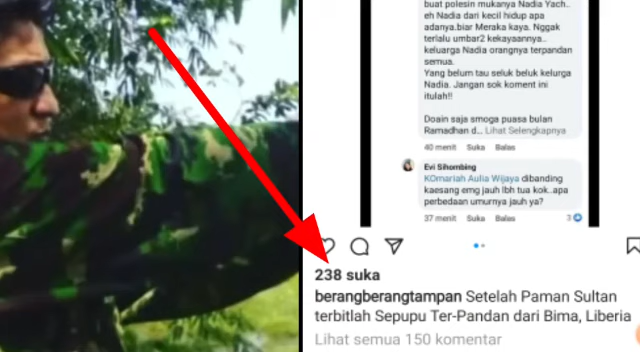 buat polesin mukanya Nadia Yach..
eh Nadia dari kecil hidup apa
adanya.biar Meraka kaya. Nggak
terlalu umbar2 kekayaannya..
keluarga Nadia orangnya terpandan
semua.
Yang belum tau seluk beluk kelurga
Nadia. Jangan sok koment ini
itulah!!
Doain saja smoga puasa bulan
Ramadhan d... Lihat Selengkapnya
40 menit Suka Balas
Evi Sihombing
KOmariah Aulia Wijaya dibanding
kaesang emg jauh lbh tua kok..apa
perbedaan umurnya jauh ya?
37 menit Suka Balas 3
238 suka
berangberangtampan Setelah Paman Sultan
terbitlah Sepupu Ter-Pandan dari Bima, Liberia
Lihat semua 150 komentar